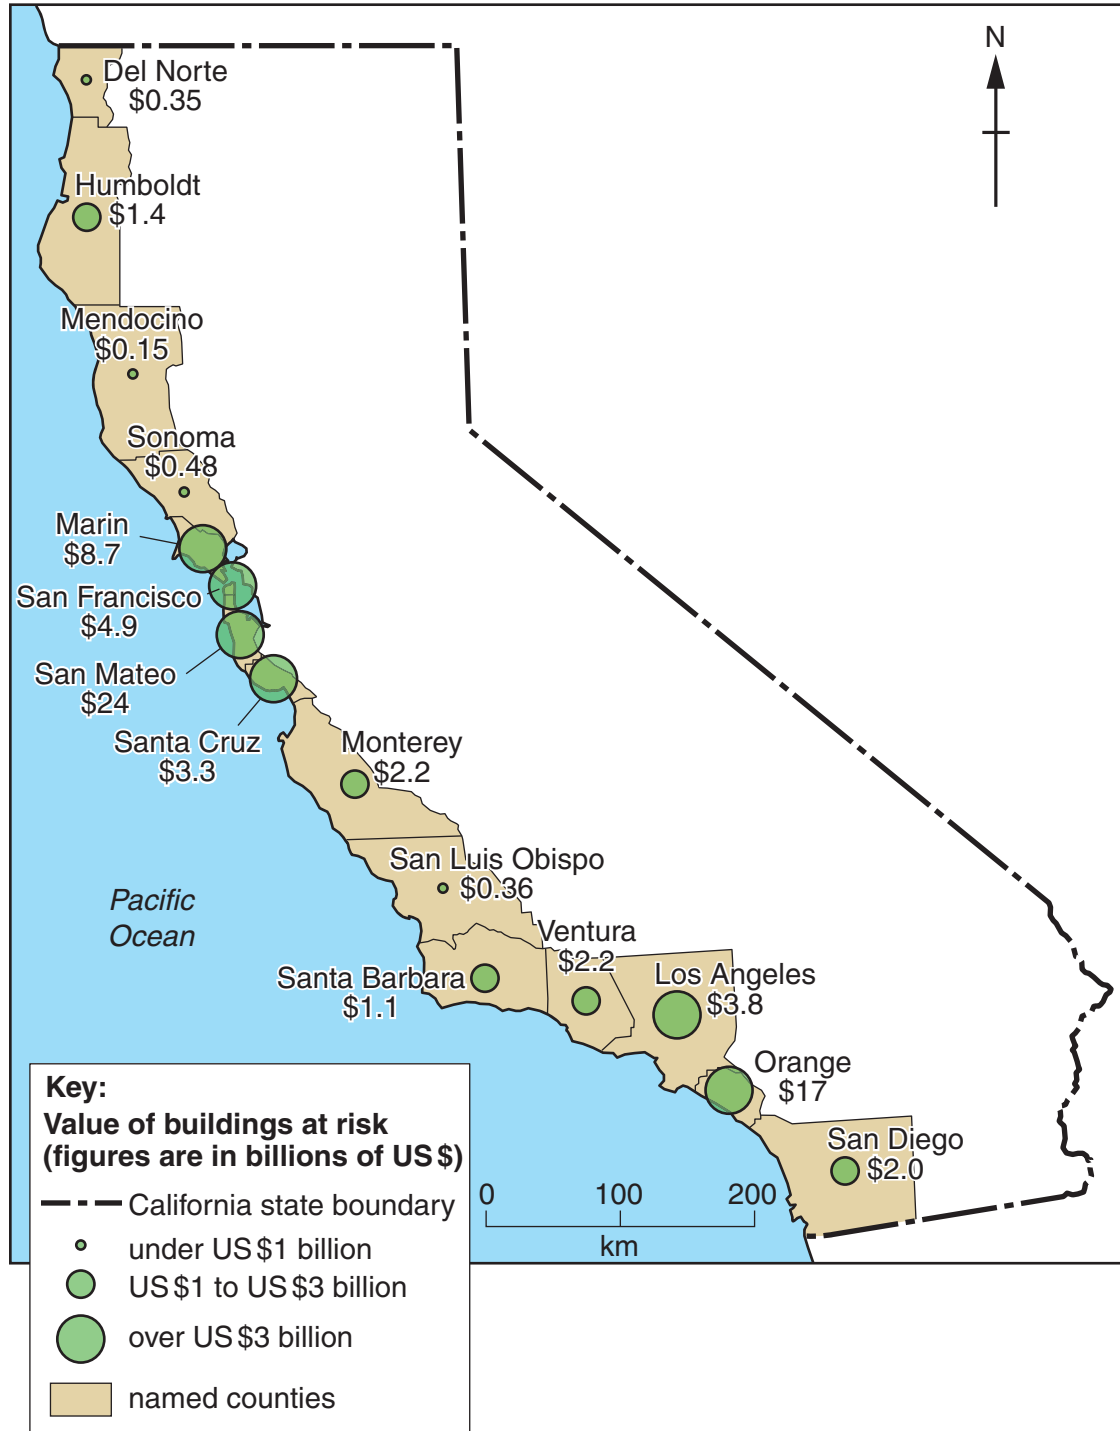 N
Del Norte
$0.35
Humboldt
$1.4
Mendocino
$0.15
Sonoma
$0.48
Marin
$8.7
San Francisco
$4.9
San Mateo
$24
Santa Cruz
$3.3
Monterey
$2.2
San Luis Obispo
$0.36
Pacific
Ocean
Ventura
$2.2
Santa Barbara
$1.1
Los Angeles
$3.8
Orange
$17
San Diego
$2.0
0 100 200
km
Key:
Value of buildings at risk
(figures are in billions of US $)
California state boundary
under US $1 billion
US $1 to US $3 billion
over US $3 billion
named counties